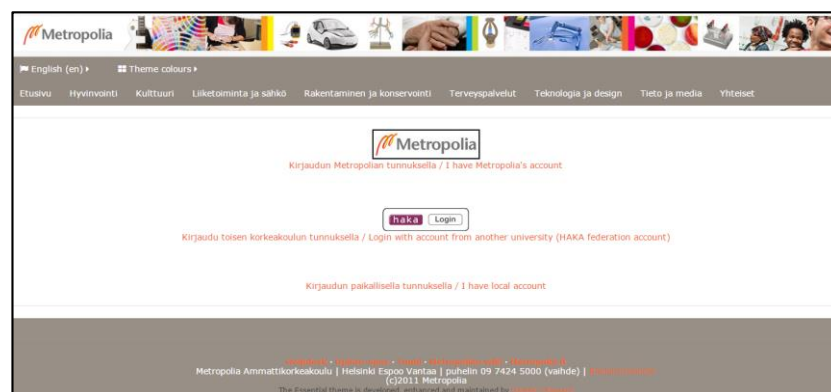 Metropolia
English (en) Theme colours
Etusivu Hyvinvointi Kulttuuri Liiketoiminta ja sähkö Rakentaminen ja konservointi Terveyspalvelut Teknologia ja design Tieto ja media Yhteiset
Metropolia
Kirjaudun Metropolian tunnuksella / I have Metropolia's account
haka Login
Kirjaudu toisen korkeakoulun tunnuksella / Login with account from another university (HAKA federation account)
Kirjaudun paikallisella tunnuksella / I have local account
Metropolia Ammattikorkeakoulu | Helsinki Espoo Vantaa | puhelin 09 7424 5000 (vaihde) |
(c)2011 Metropolia
The Essential theme is developed, enhanced and maintained by